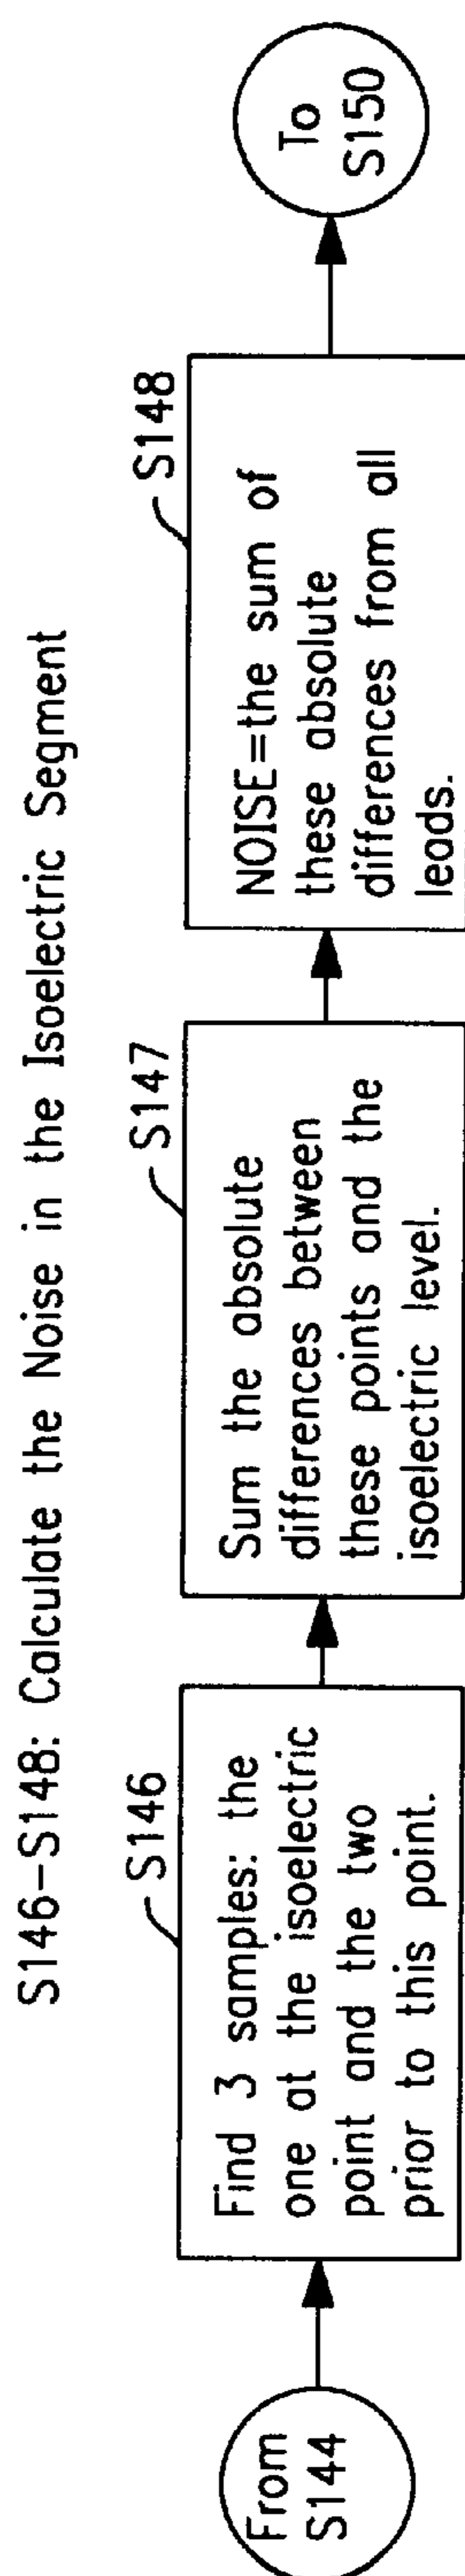 S146-S148: Calculate the Noise in the Isoelectric Segment
From
S144
S146
Find 3 samples: the
one at the isoelectric
point and the two
prior to this point.
S147
Sum the absolute
differences between
these points and the
isoelectric level.
S148
NOISE=the sum of
these absolute
differences from all
leads.
To
S150